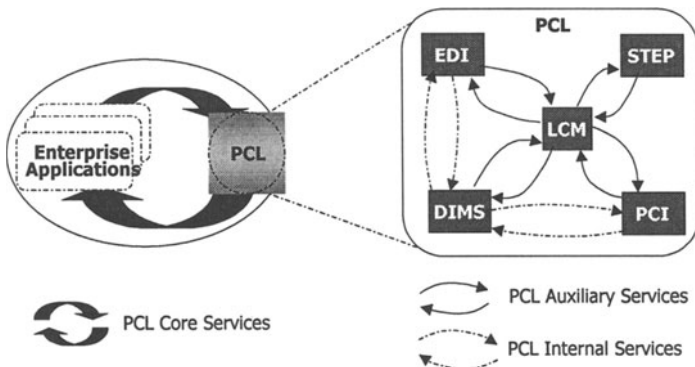 PCL
EDI
STEP
LCM
Enterprise
Applications
PCL
DIMS
PCI
PCL Core Services
PCL Auxiliary Services
PCL Internal Services